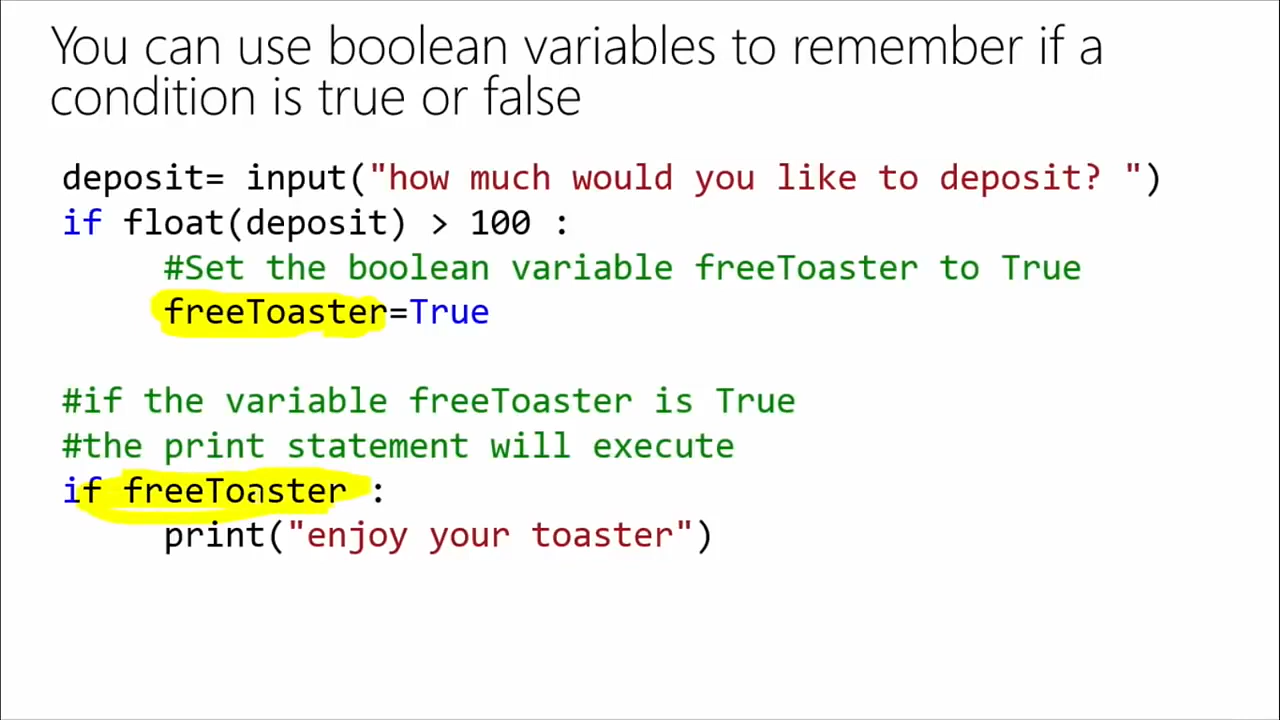 You can use boolean variables to remember if a
condition is true or false
deposit= input("how much would you like to deposit? ")
if float(deposit) > 100 :
#Set the boolean variable freeToaster to True
freeToaster=True
#if the variable freeToaster is True
#the print statement will execute
if freeToaster :
print("enjoy your toaster")